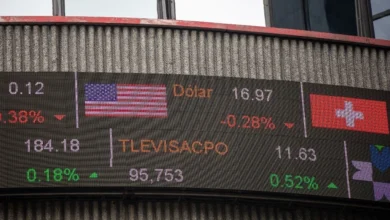 0.12 Dólar 16.97
0.38% -0.28%
184.18 TLEVISACPO 11.63
0.18% 95,753 0.52%